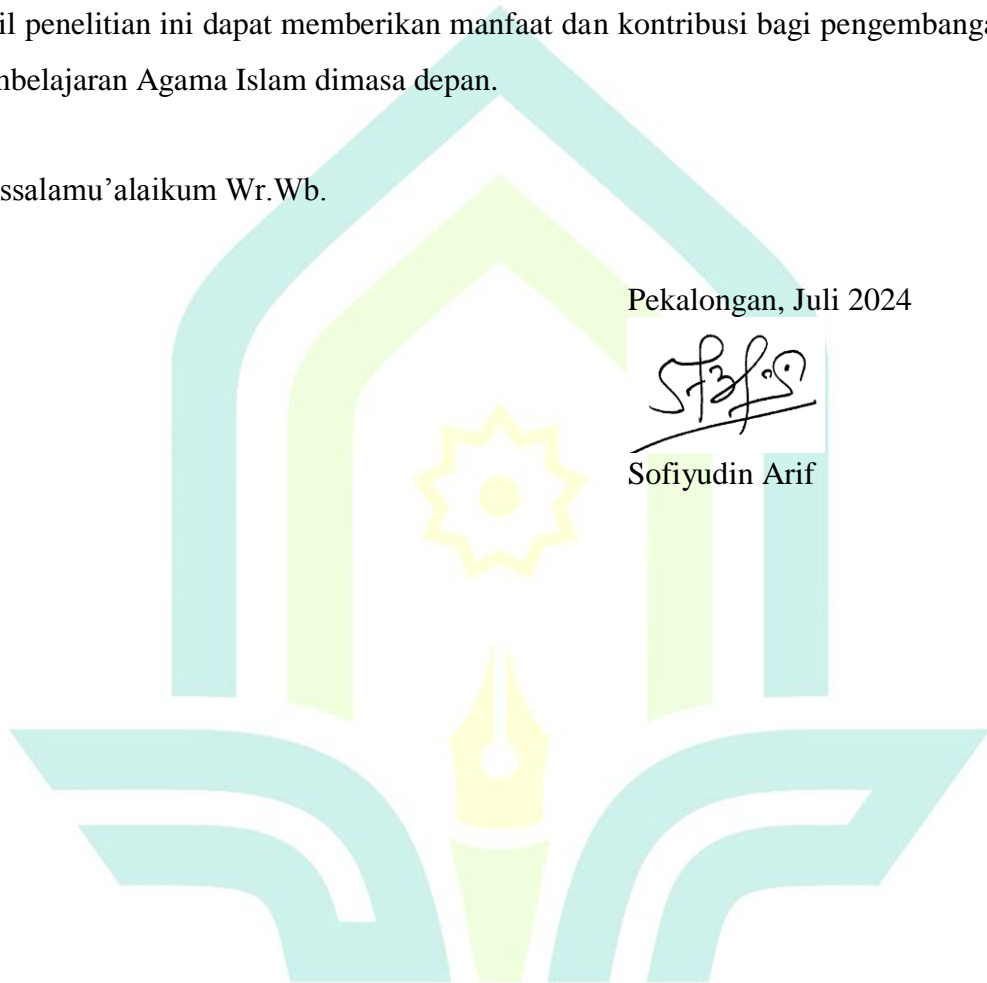 il penelitian ini dapat memberikan manfaat dan kontribusi bagi pengembanga
nbelajaran Agama Islam dimasa depan.
ssalamu’alaikum Wr.Wb.
Pekalongan, Juli 2024
Sofiyudin Arif